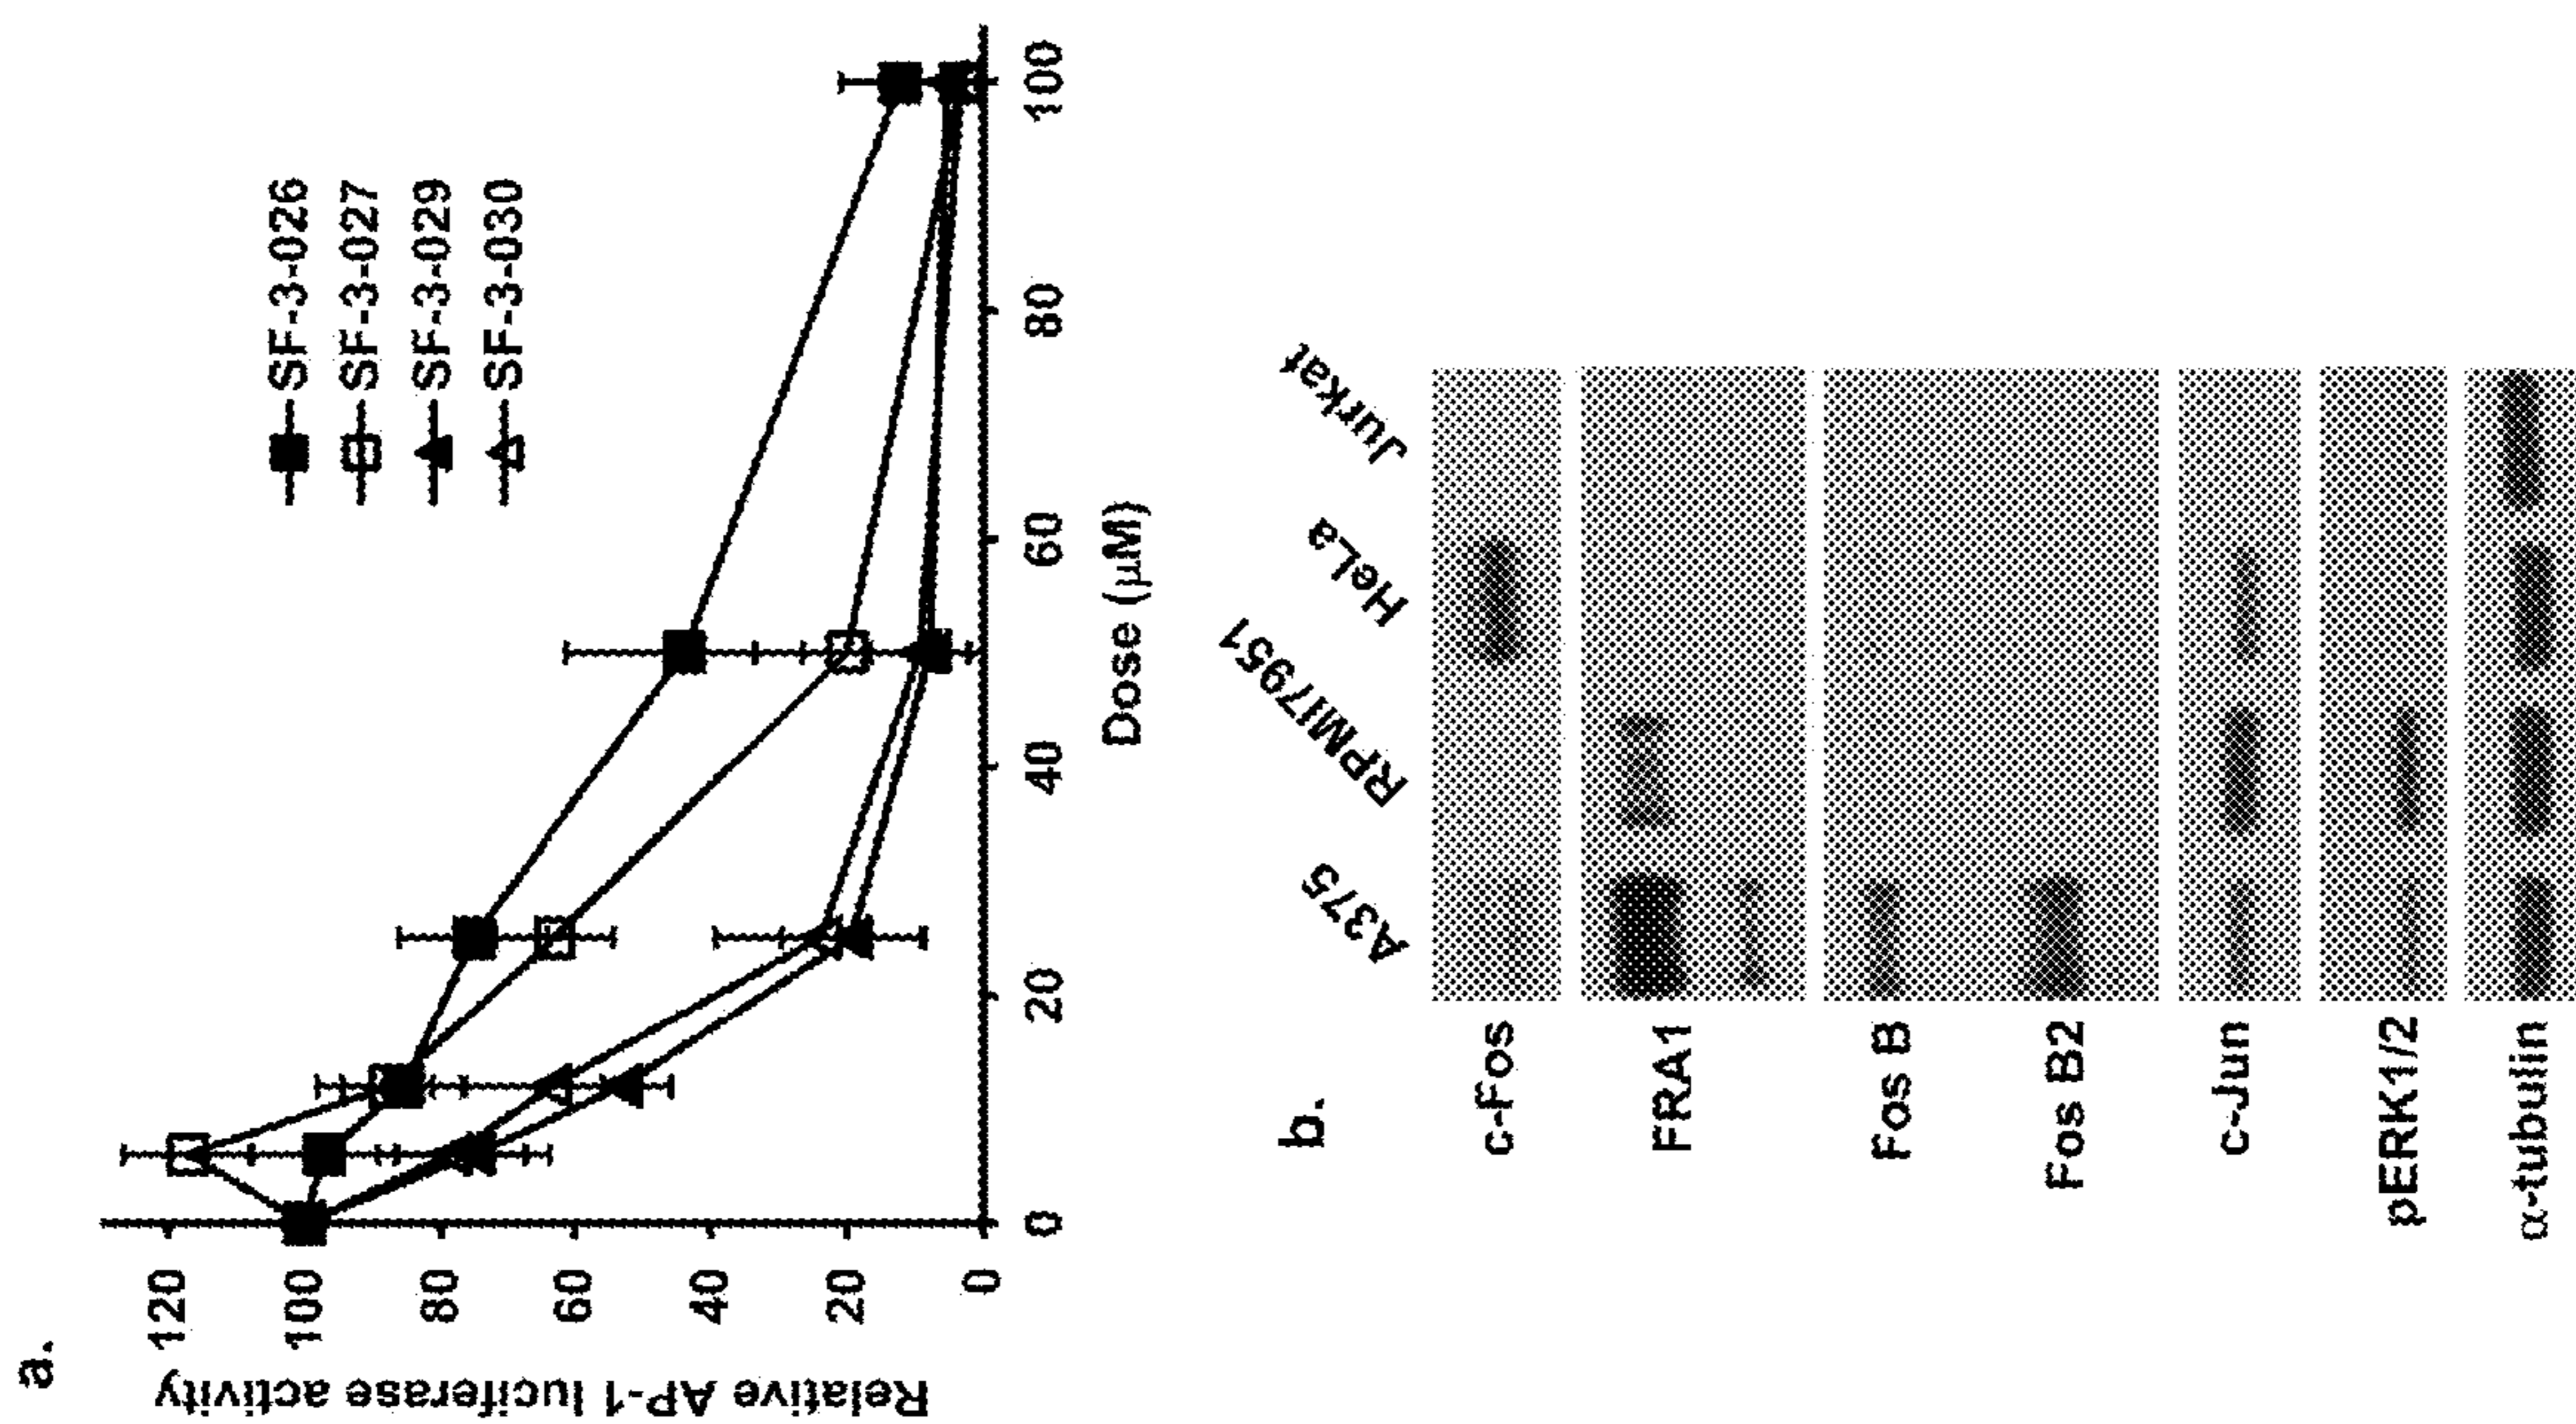 a.
Relative AP-1 luciferase activity
120
100
80
60
40
20
0
0 20 40 60 80 100
Dose (μM)
SF-3-026
SF-3-027
SF-3-029
SF-3-030
b.
A375 RPMI7951 HeLa Jurkat
c-Fos
FRA1
Fos B
Fos B2
c-Jun
pERK1/2
α-tubulin